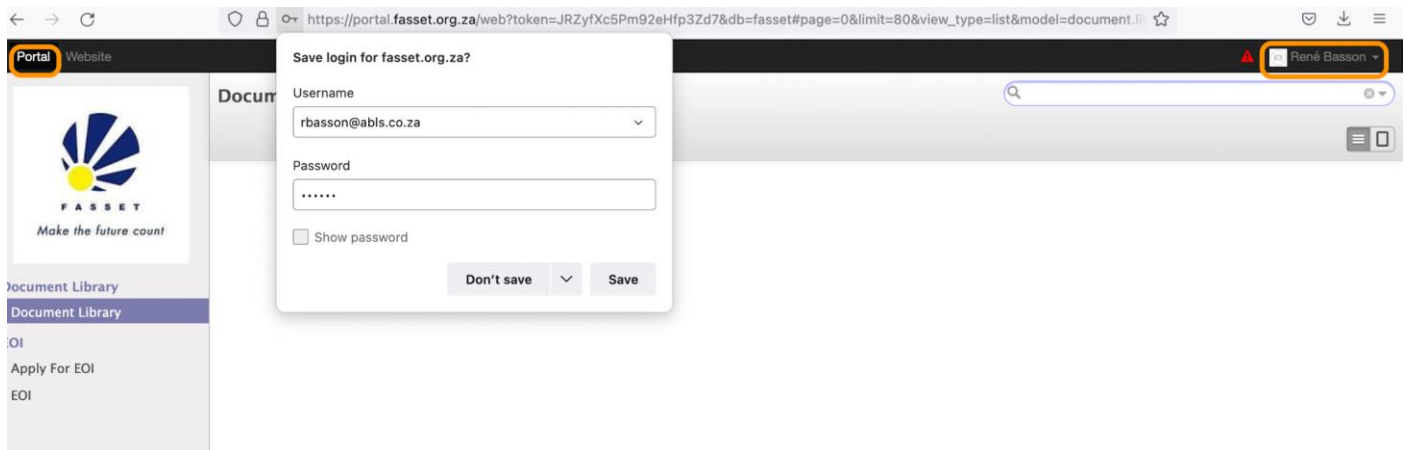 https://portal.fasset.org.za/web?token=JRZyfXc5Pm92eHfp3Zd7&db=fasset#page=0&limit=80&view_type=list&model=document.li
Portal Website
René Basson
Save login for fasset.org.za?
Username
rbasson@abls.co.za
Password
......
Show password
Don't save
Save
Docum
FASSET
Make the future count
Document Library
Document Library
EOI
Apply For EOI
EOI